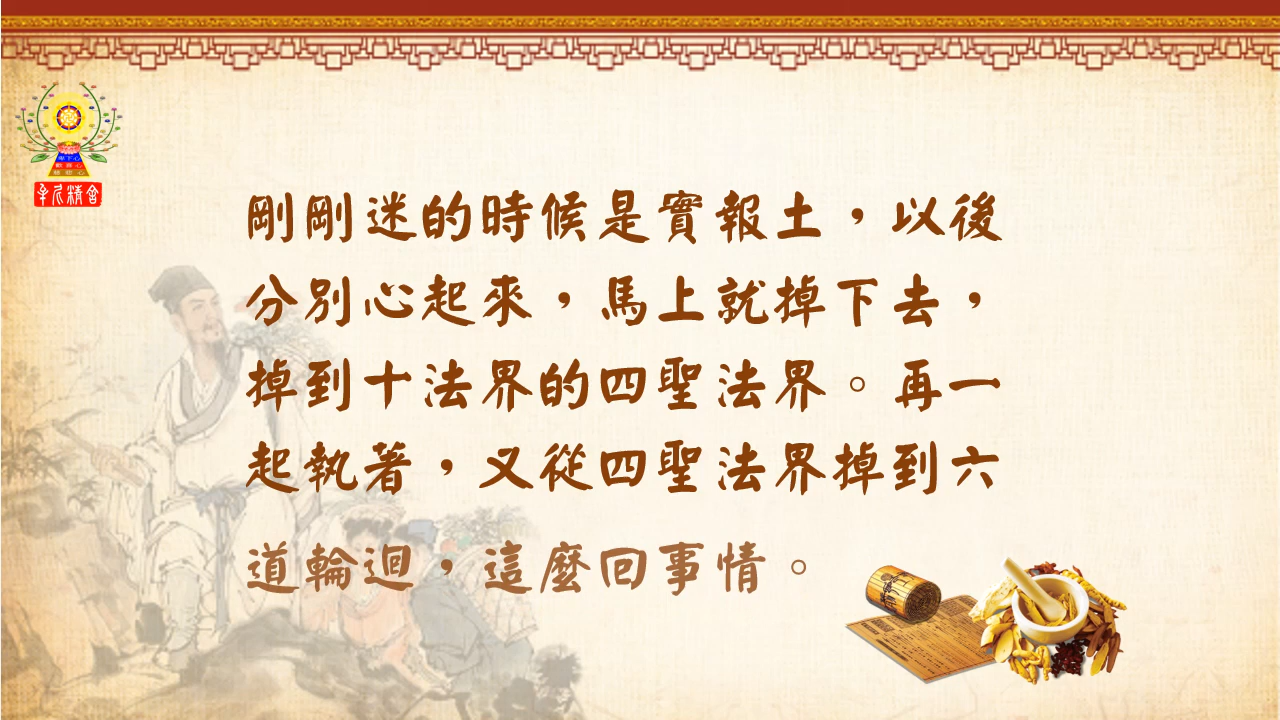 剛剛迷的時候是實報土，以後
分別心起來，馬上就掉下去，
掉到十法界的四聖法界。再一
起執著，又從四聖法界掉到六
道輪迴，這麼回事情。